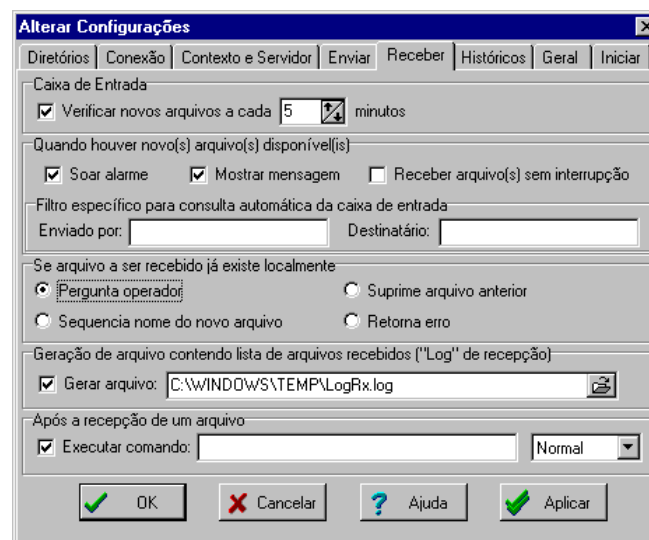 Alterar Configurações
Diretórios Conexão Contexto e Servidor Enviar Receber Históricos Geral Iniciar
Caixa de Entrada
Verificar novos arquivos a cada 5 minutos
Quando houver novo(s) arquivo(s) disponível(is)
Soar alarme Mostrar mensagem Receber arquivo(s) sem interrupção
Filtro específico para consulta automática da caixa de entrada
Enviado por: Destinatário:
Se arquivo a ser recebido já existe localmente
Pergunta operador Suprime arquivo anterior
Sequencia nome do novo arquivo Retorna erro
Geração de arquivo contendo lista de arquivos recebidos ("Log" de recepção)
Gerar arquivo: C:\WINDOWS\TEMP\LogRx.log
Após a recepção de um arquivo
Executar comando: Normal
OK Cancelar Ajuda Aplicar